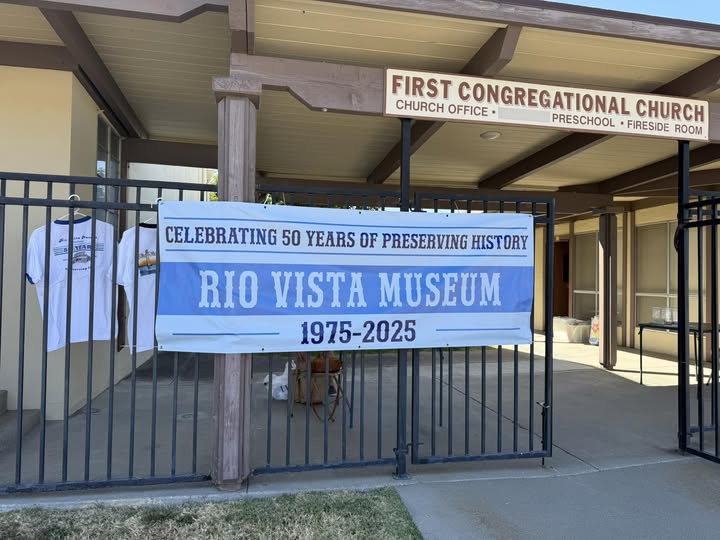 FIRST CONGREGATIONAL CHURCH
CHURCH OFFICE • PRESCHOOL • FIRESIDE ROOM
CELEBRATING 50 YEARS OF PRESERVING HISTORY
RIO VISTA MUSEUM
1975-2025